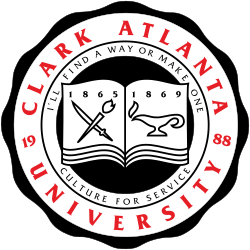 CLARK ATLANTA
UNIVERSITY
19 88
I'LL FIND A WAY OR MAKE ONE
1865 1869
CULTURE FOR SERVICE